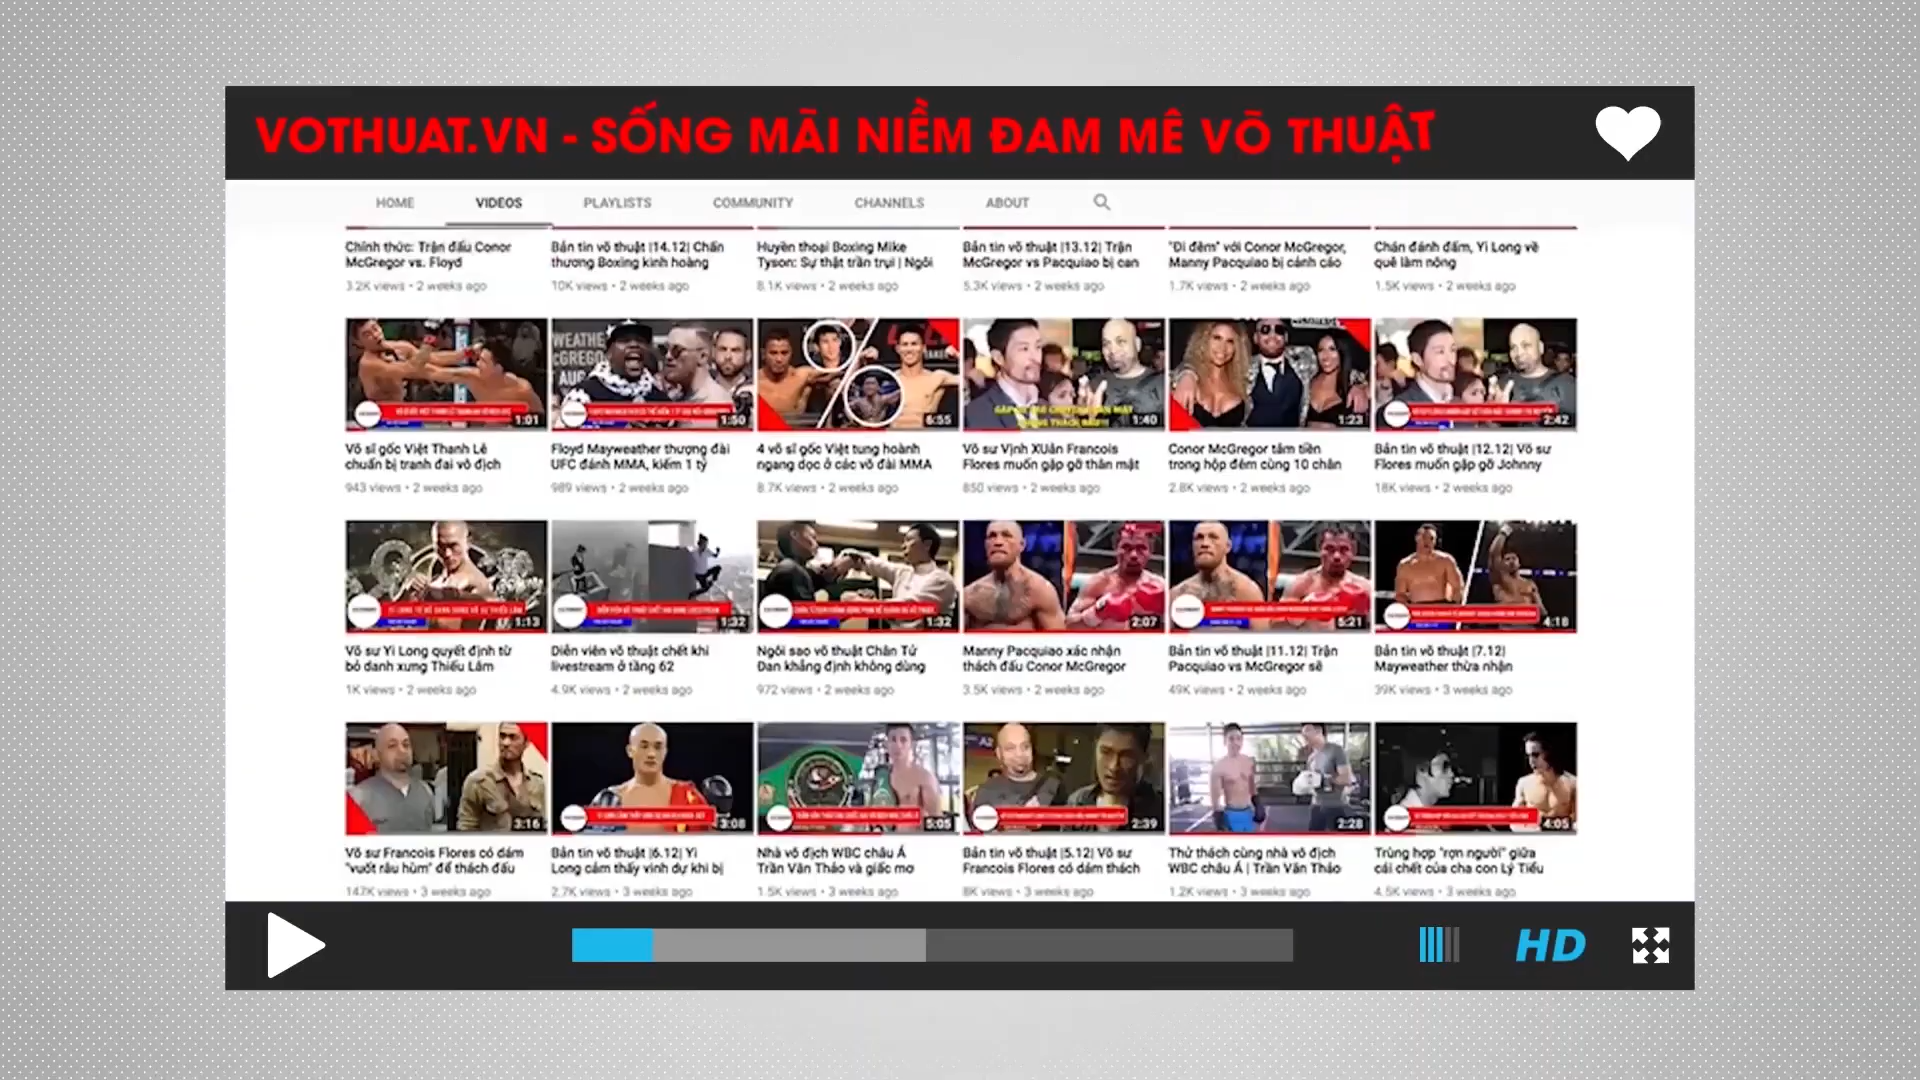 VOTHUAT.VN - SỐNG MÃI NIỀM ĐAM MÊ VÕ THUẬT
HOME VIDEOS PLAYLISTS COMMUNITY CHANNELS ABOUT
Chính thức: Trận đấu Conor
McGregor vs. Floyd
3.2K views • 2 weeks ago
Bản tin võ thuật |14.12| Chấn
thương Boxing kinh hoàng
10K views • 2 weeks ago
Huyền thoại Boxing Mike
Tyson: Sự thật trần trụi | Ngôi
8.1K views • 2 weeks ago
Bản tin võ thuật |13.12| Trận
McGregor vs Pacquiao bị can
5.3K views • 2 weeks ago
"Đi đêm" với Conor McGregor,
Manny Pacquiao bị cảnh cáo
1.7K views • 2 weeks ago
Chán đánh đấm, Yi Long về
quê làm nông
1.5K views • 2 weeks ago
1:01
Võ sĩ gốc Việt Thanh Lê
chuẩn bị tranh đai vô địch
943 views • 2 weeks ago
1:50
Floyd Mayweather thượng đài
UFC đánh MMA, kiếm 1 tỷ
989 views • 2 weeks ago
6:55
4 võ sĩ gốc Việt tung hoành
ngang dọc ở các võ đài MMA
8.7K views • 2 weeks ago
1:40
Võ sư Vịnh XUân Francois
Flores muốn gặp gỡ thân mật
850 views • 2 weeks ago
1:23
Conor McGregor tắm tiên
trong hộp đêm cùng 10 chân
2.8K views • 2 weeks ago
2:42
Bản tin võ thuật |12.12| Võ sư
Flores muốn gặp gỡ Johnny
18K views • 2 weeks ago
1:13
Võ sư Yi Long quyết định từ
bỏ danh xưng Thiếu Lâm
1K views • 2 weeks ago
1:32
Diễn viên võ thuật chết khi
livestream ở tầng 62
4.9K views • 2 weeks ago
1:32
Ngôi sao võ thuật Chân Tử
Đan khẳng định không dùng
972 views • 2 weeks ago
2:07
Manny Pacquiao xác nhận
thách đấu Conor McGregor
3.5K views • 2 weeks ago
5:21
Bản tin võ thuật |11.12| Trận
Pacquiao vs McGregor sẽ
49K views • 2 weeks ago
4:18
Bản tin võ thuật |7.12|
Mayweather thừa nhận
39K views • 3 weeks ago
3:16
Võ sư Francois Flores có dám
"vuốt râu hùm" để thách đấu
147K views • 3 weeks ago
3:08
Bản tin võ thuật |6.12| Yi
Long cảm thấy vinh dự khi bị
2.7K views • 3 weeks ago
5:05
Nhà vô địch WBC châu Á
Trần Văn Thảo và giấc mơ
1.5K views • 3 weeks ago
2:39
Bản tin võ thuật |5.12| Võ sư
Francois Flores có dám thách
8K views • 3 weeks ago
2:28
Thử thách cùng nhà vô địch
WBC châu Á | Trần Văn Thảo
1.2K views • 3 weeks ago
4:05
Trùng hợp "rợn người" giữa
cái chết của cha con Lý Tiểu
4.5K views • 3 weeks ago
HD